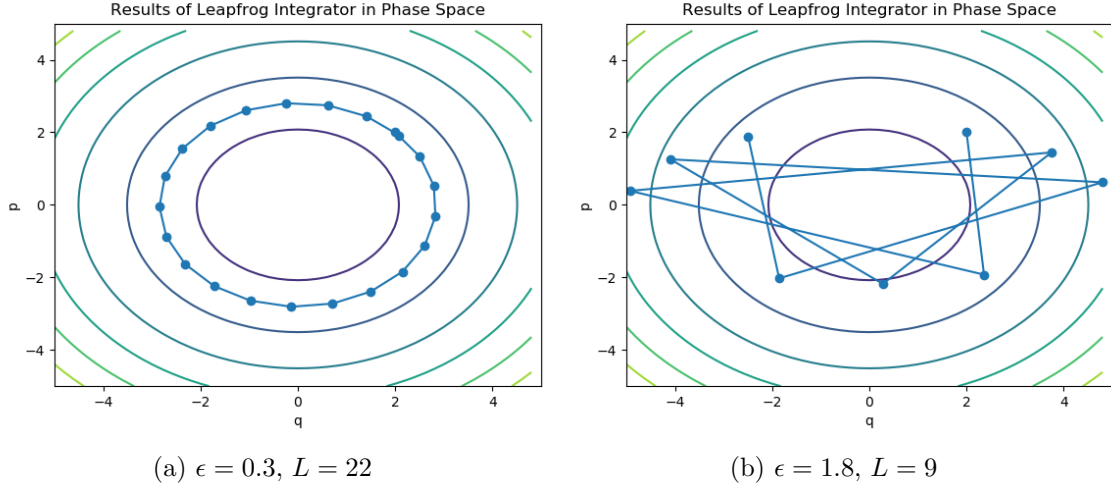 Results of Leapfrog Integrator in Phase Space
4
2
0
−2
−4
p
−4 −2 0 2 4
q
(a) ϵ = 0.3, L = 22
Results of Leapfrog Integrator in Phase Space
4
2
0
−2
−4
p
−4 −2 0 2 4
q
(b) ϵ = 1.8, L = 9